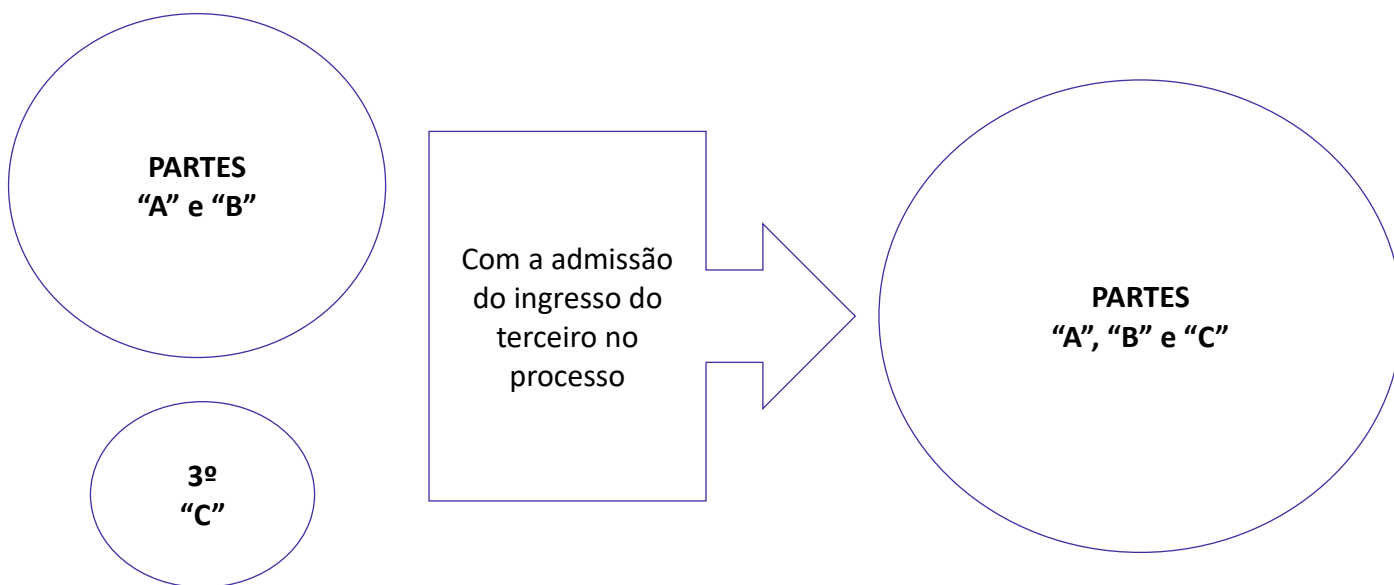 PARTES
“A” e “B”
3º
“C”
Com a admissão
do ingresso do
terceiro no
processo
PARTES
“A”, “B” e “C”